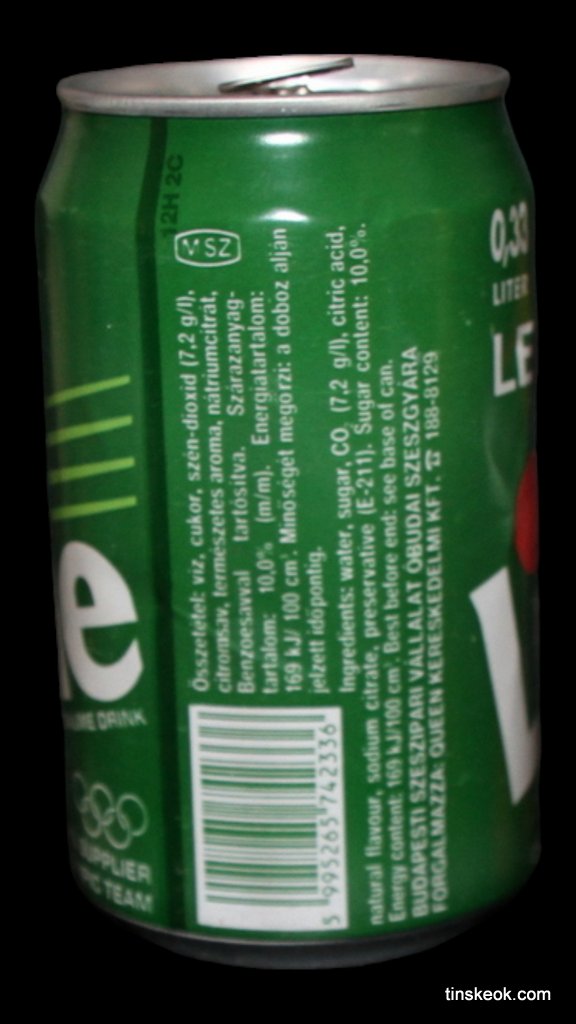 12H 2C
MSZ
Összetétel: víz, cukor, szén-dioxid (7,2 g/l),
citromsav, természetes aroma, nátriumcitrát,
Benzoesavval tartósítva. Szárazanyag-
tartalom: 10,0% (m/m). Energiatartalom:
169 kJ/ 100 cm³. Minőségét megőrzi: a doboz alján
jelzett időpontig.
Ingredients: water, sugar, CO₂ (7,2 g/l), citric acid,
natural flavour, sodium citrate, preservative (E-211). Sugar content: 10,0%.
Energy content: 169 kJ/100 cm³. Best before end: see base of can.
BUDAPESTI SZESZIPARI VÁLLALAT ÓBUDAI SZESZGYÁRA
FORGALMAZZA: QUEEN KERESKEDELMI KFT. ☎ 188-8129
5 995265 742336
e
DRINK
SUPPLIER
TEAM
0,33
LITER
LE
L
tinskeok.com